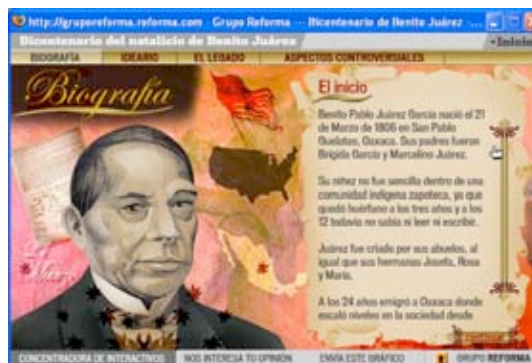 http://gruporeforma.reforma.com - Grupo Reforma --- Bicentenario de Benito Juárez - ...
Bicentenario del natalicio de Benito Juárez
Inicio
BIOGRAFÍA IDEARIO EL LEGADO ASPECTOS CONTROVERSIALES
Biografía
El inicio
Benito Pablo Juárez García nació el 21
de Marzo de 1806 en San Pablo
Guelatao, Oaxaca. Sus padres fueron
Brígida García y Marcelino Juárez.
Su niñez no fue sencilla dentro de una
comunidad indígena zapoteca, ya que
quedó huérfano a los tres años y a los
12 todavía no sabía ni leer ni escribir.
Juárez fue criado por sus abuelos, al
igual que sus hermanas Josefa, Rosa
y María.
A los 24 años emigró a Oaxaca donde
escaló niveles en la sociedad desde
CONCENTRADORA DE INTERACTIVOS NOS INTERESA TU OPINIÓN ENVÍA ESTE GRÁFICO GRUPO REFORMA